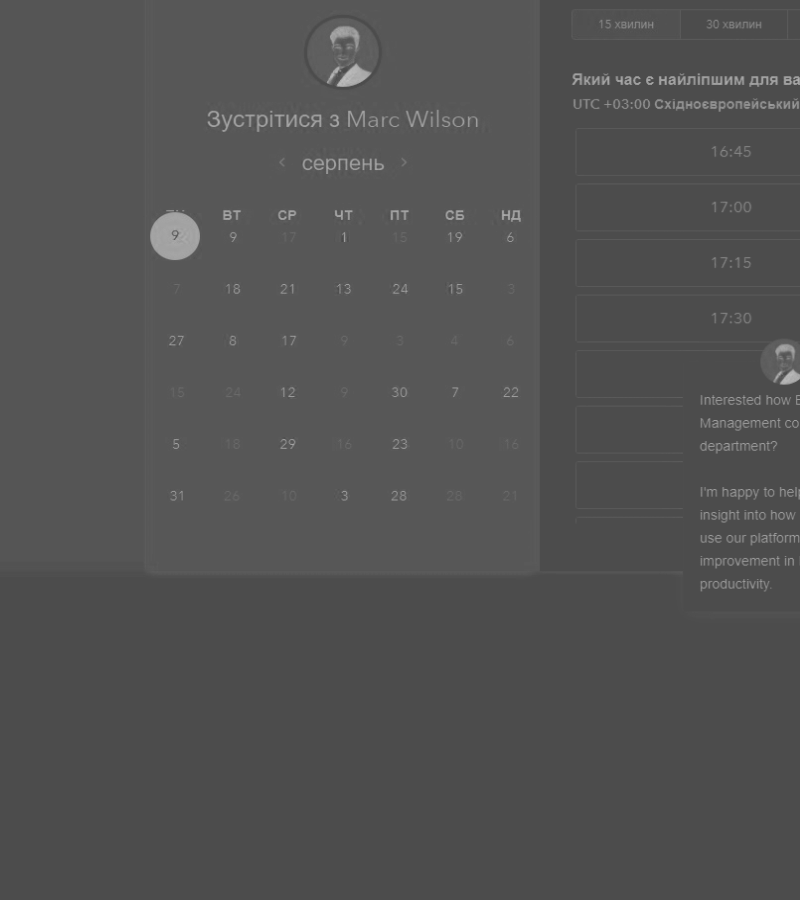 Зустрітися з Marc Wilson
‹ серпень ›
ВТ СР ЧТ ПТ СБ НД
9 9 17 1 15 19 6
7 18 21 13 24 15 3
27 8 17 9 3 4 6
15 24 12 9 30 7 22
5 18 29 16 23 10 16
31 26 10 3 28 28 21
15 хвилин 30 хвилин
Який час є найліпшим для ва
UTC +03:00 Східноєвропейський
16:45
17:00
17:15
17:30
Interested how
Management co
department?
I'm happy to help
insight into how
use our platform
improvement in
productivity.